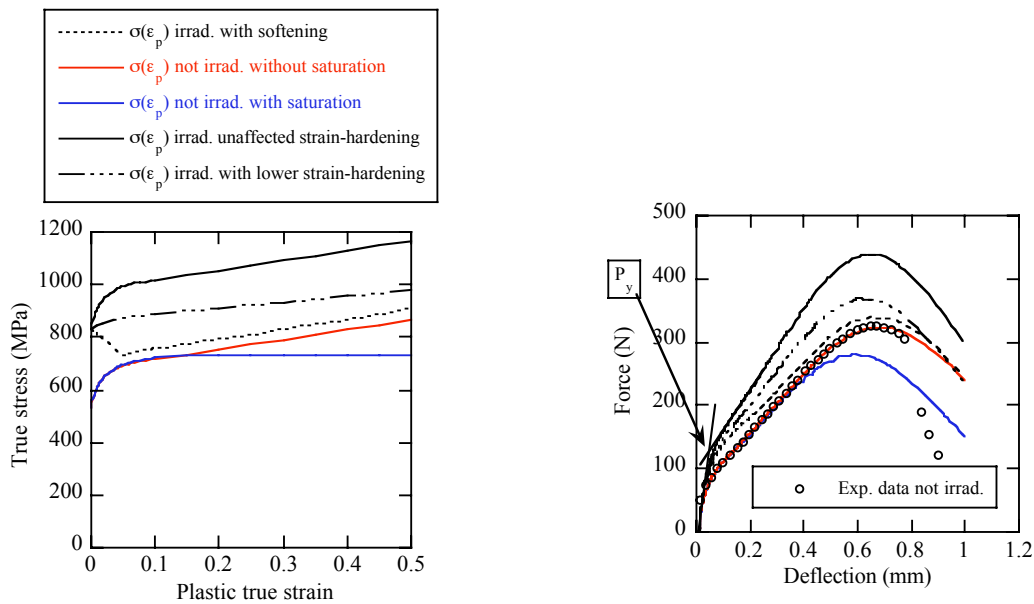 σ(ε_p) irrad. with softening
σ(ε_p) not irrad. without saturation
σ(ε_p) not irrad. with saturation
σ(ε_p) irrad. unaffected strain-hardening
σ(ε_p) irrad. with lower strain-hardening
1200
1000
800
600
400
200
0
True stress (MPa)
0 0.1 0.2 0.3 0.4 0.5
Plastic true strain
500
400
300
200
100
0
Force (N)
P_y
Exp. data not irrad.
0 0.2 0.4 0.6 0.8 1 1.2
Deflection (mm)